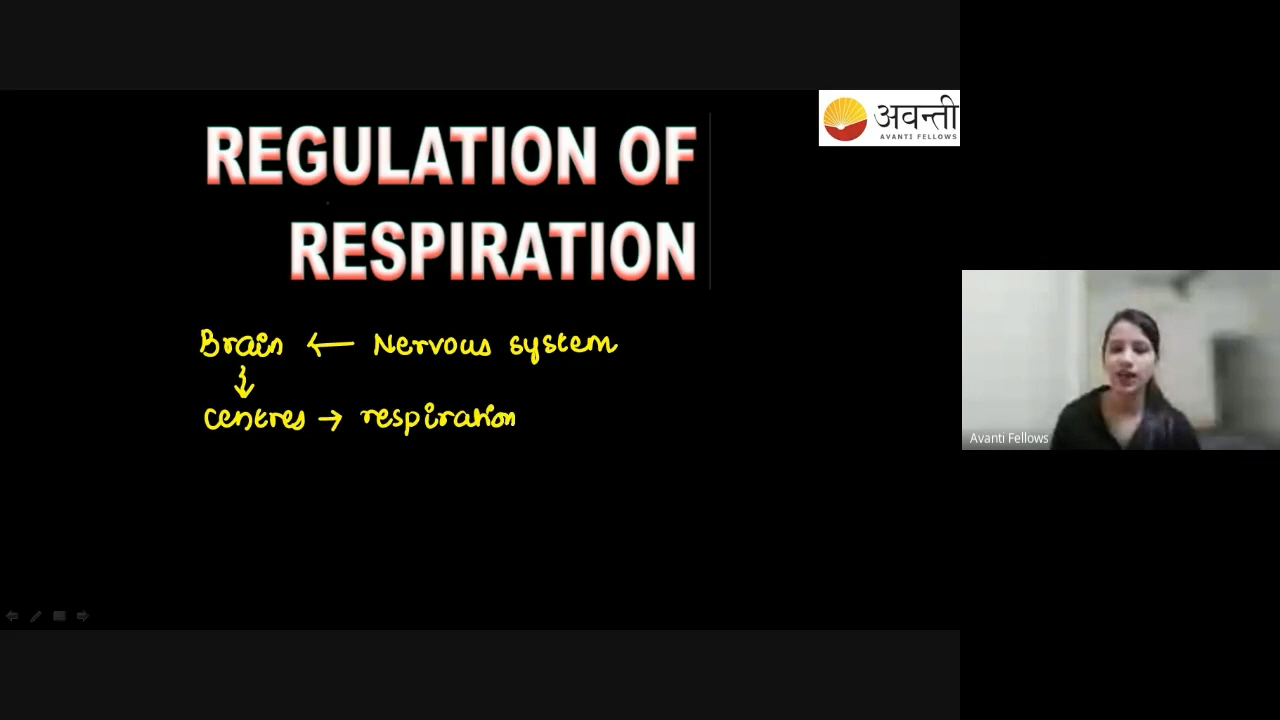 अवन्ती
AVANTI FELLOWS
REGULATION OF
RESPIRATION
Brain ← Nervous system
↓
Centres → respiration
Avanti Fellows